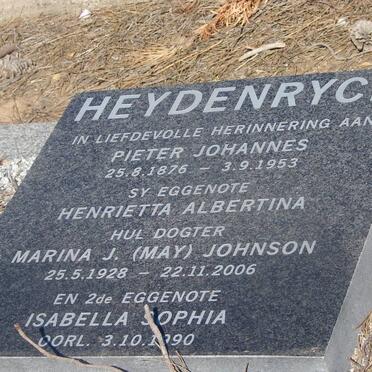 HEYDENRYC
IN LIEFDEVOLLE HERINNERING AAN
PIETER JOHANNES
25.8.1876 — 3.9.1953
SY EGGENOTE
HENRIETTA ALBERTINA
HUL DOGTER
MARINA J. (MAY) JOHNSON
25.5.1928 — 22.11.2006
EN 2de EGGENOTE
ISABELLA SOPHIA
OORL. 3.10.1990